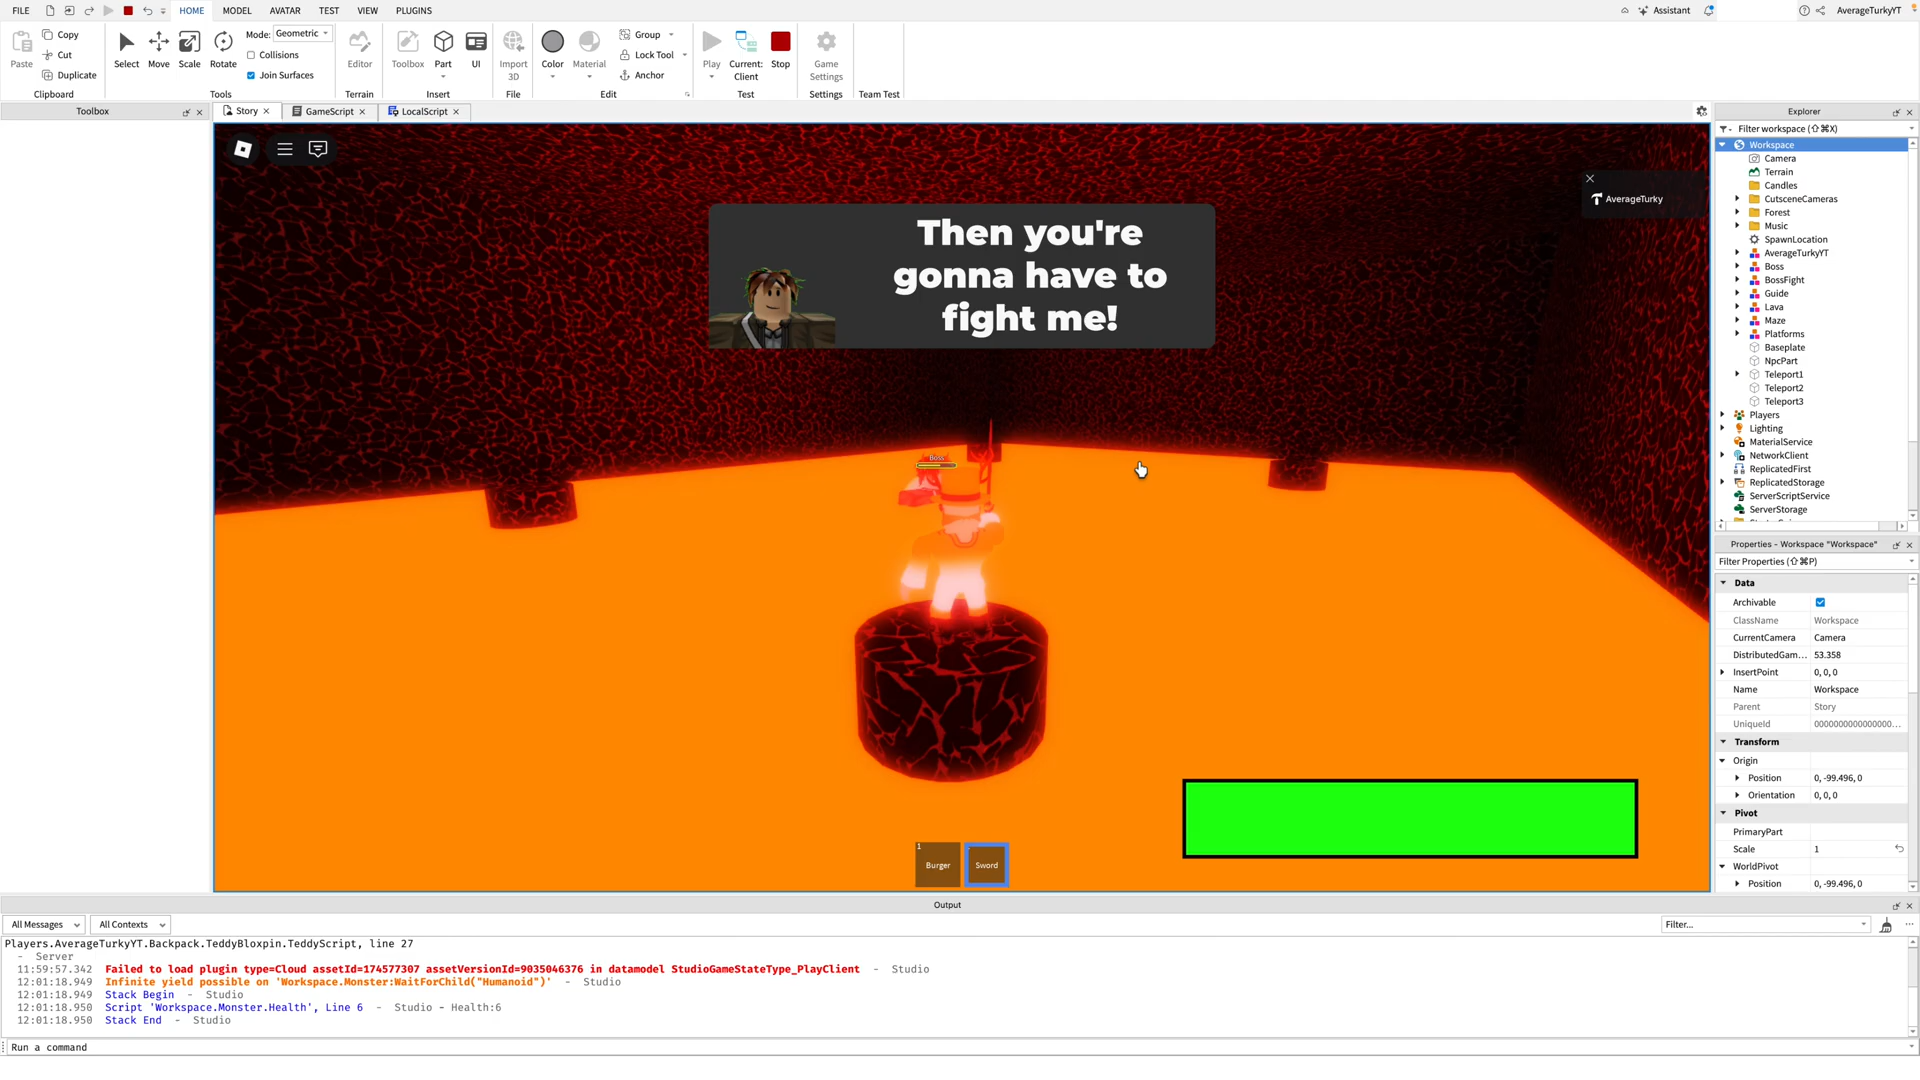 FILE
MODEL
AVATAR
TEST
VIEW
PLUGINS
HOME
Assistant
AverageTurkyYT
Paste
Copy
Cut
Duplicate
Clipboard
Select
Move
Scale
Rotate
Mode:
Geometric
Collisions
Join Surfaces
Tools
Editor
Terrain
Toolbox
Part
UI
Insert
Import
3D
File
Color
Material
Group
Lock Tool
Anchor
Edit
Play
Current:
Client
Stop
Test
Game
Settings
Settings
Team Test
Toolbox
Story
GameScript
LocalScript
Then you're
gonna have to
fight me!
AverageTurky
Boss
1
Burger
Sword
Explorer
Filter workspace (⇧⌘X)
Workspace
Camera
Terrain
Candles
CutsceneCameras
Forest
Music
SpawnLocation
AverageTurkyYT
Boss
BossFight
Guide
Lava
Maze
Platforms
Baseplate
NpcPart
Teleport1
Teleport2
Teleport3
Players
Lighting
MaterialService
NetworkClient
ReplicatedFirst
ReplicatedStorage
ServerScriptService
ServerStorage
Properties - Workspace "Workspace"
Filter Properties (⇧⌘P)
Data
Archivable
ClassName Workspace
CurrentCamera Camera
DistributedGam... 53.358
InsertPoint 0, 0, 0
Name Workspace
Parent Story
UniqueId 0000000000000000...
Transform
Origin
Position 0, -99.496, 0
Orientation 0, 0, 0
Pivot
PrimaryPart
Scale 1
WorldPivot
Position 0, -99.496, 0
Output
All Messages
All Contexts
Filter...
Players.AverageTurkyYT.Backpack.TeddyBloxpin.TeddyScript, line 27
- Server
11:59:57.342 Failed to load plugin type=Cloud assetId=174577307 assetVersionId=9035046376 in datamodel StudioGameStateType_PlayClient - Studio
12:01:18.949 Infinite yield possible on 'Workspace.Monster:WaitForChild("Humanoid")' - Studio
12:01:18.949 Stack Begin - Studio
12:01:18.950 Script 'Workspace.Monster.Health', Line 6 - Studio - Health:6
12:01:18.950 Stack End - Studio
Run a command